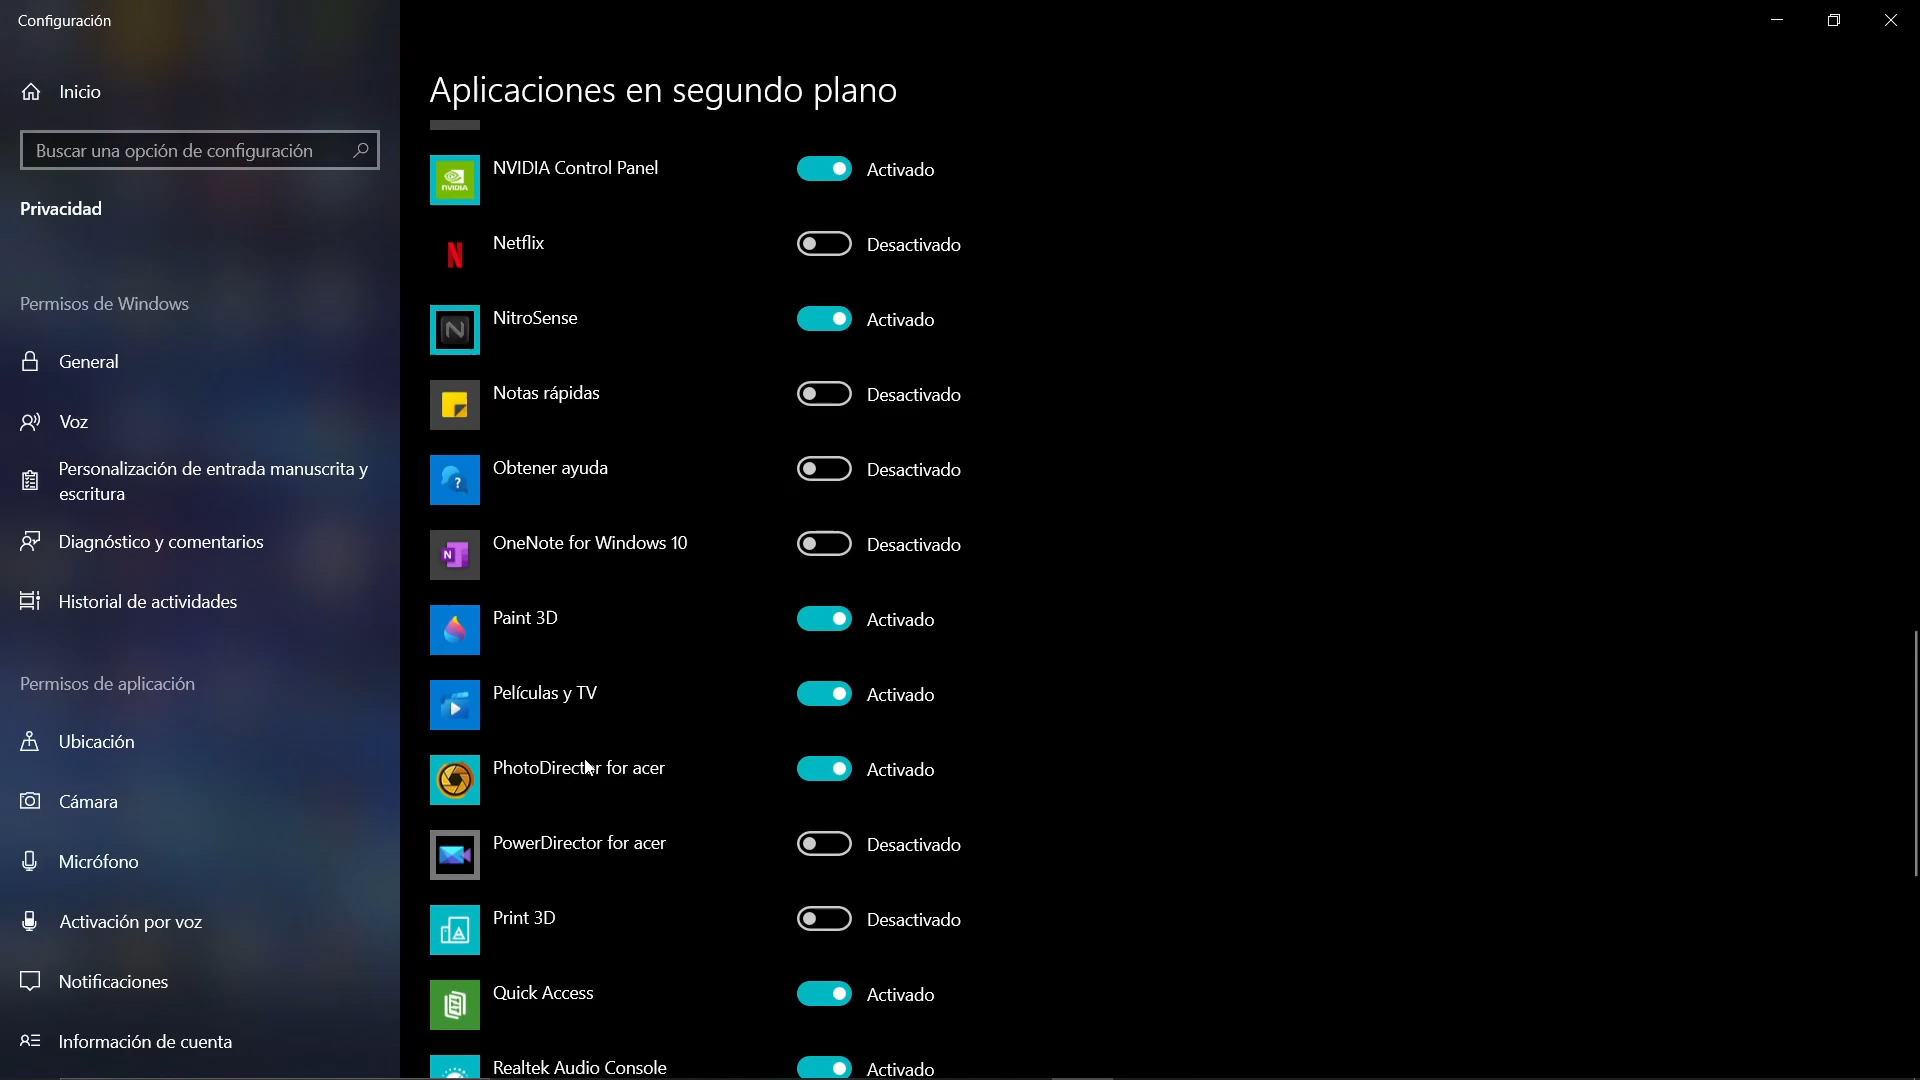 Configuración
Inicio
Buscar una opción de configuración
Privacidad
Permisos de Windows
General
Voz
Personalización de entrada manuscrita y
escritura
Diagnóstico y comentarios
Historial de actividades
Permisos de aplicación
Ubicación
Cámara
Micrófono
Activación por voz
Notificaciones
Información de cuenta
Aplicaciones en segundo plano
NVIDIA
NVIDIA Control Panel Activado
N
Netflix Desactivado
N
NitroSense Activado
Notas rápidas Desactivado
?
Obtener ayuda Desactivado
N
OneNote for Windows 10 Desactivado
Paint 3D Activado
Películas y TV Activado
PhotoDirector for acer Activado
PowerDirector for acer Desactivado
Print 3D Desactivado
Quick Access Activado
Realtek Audio Console Activado